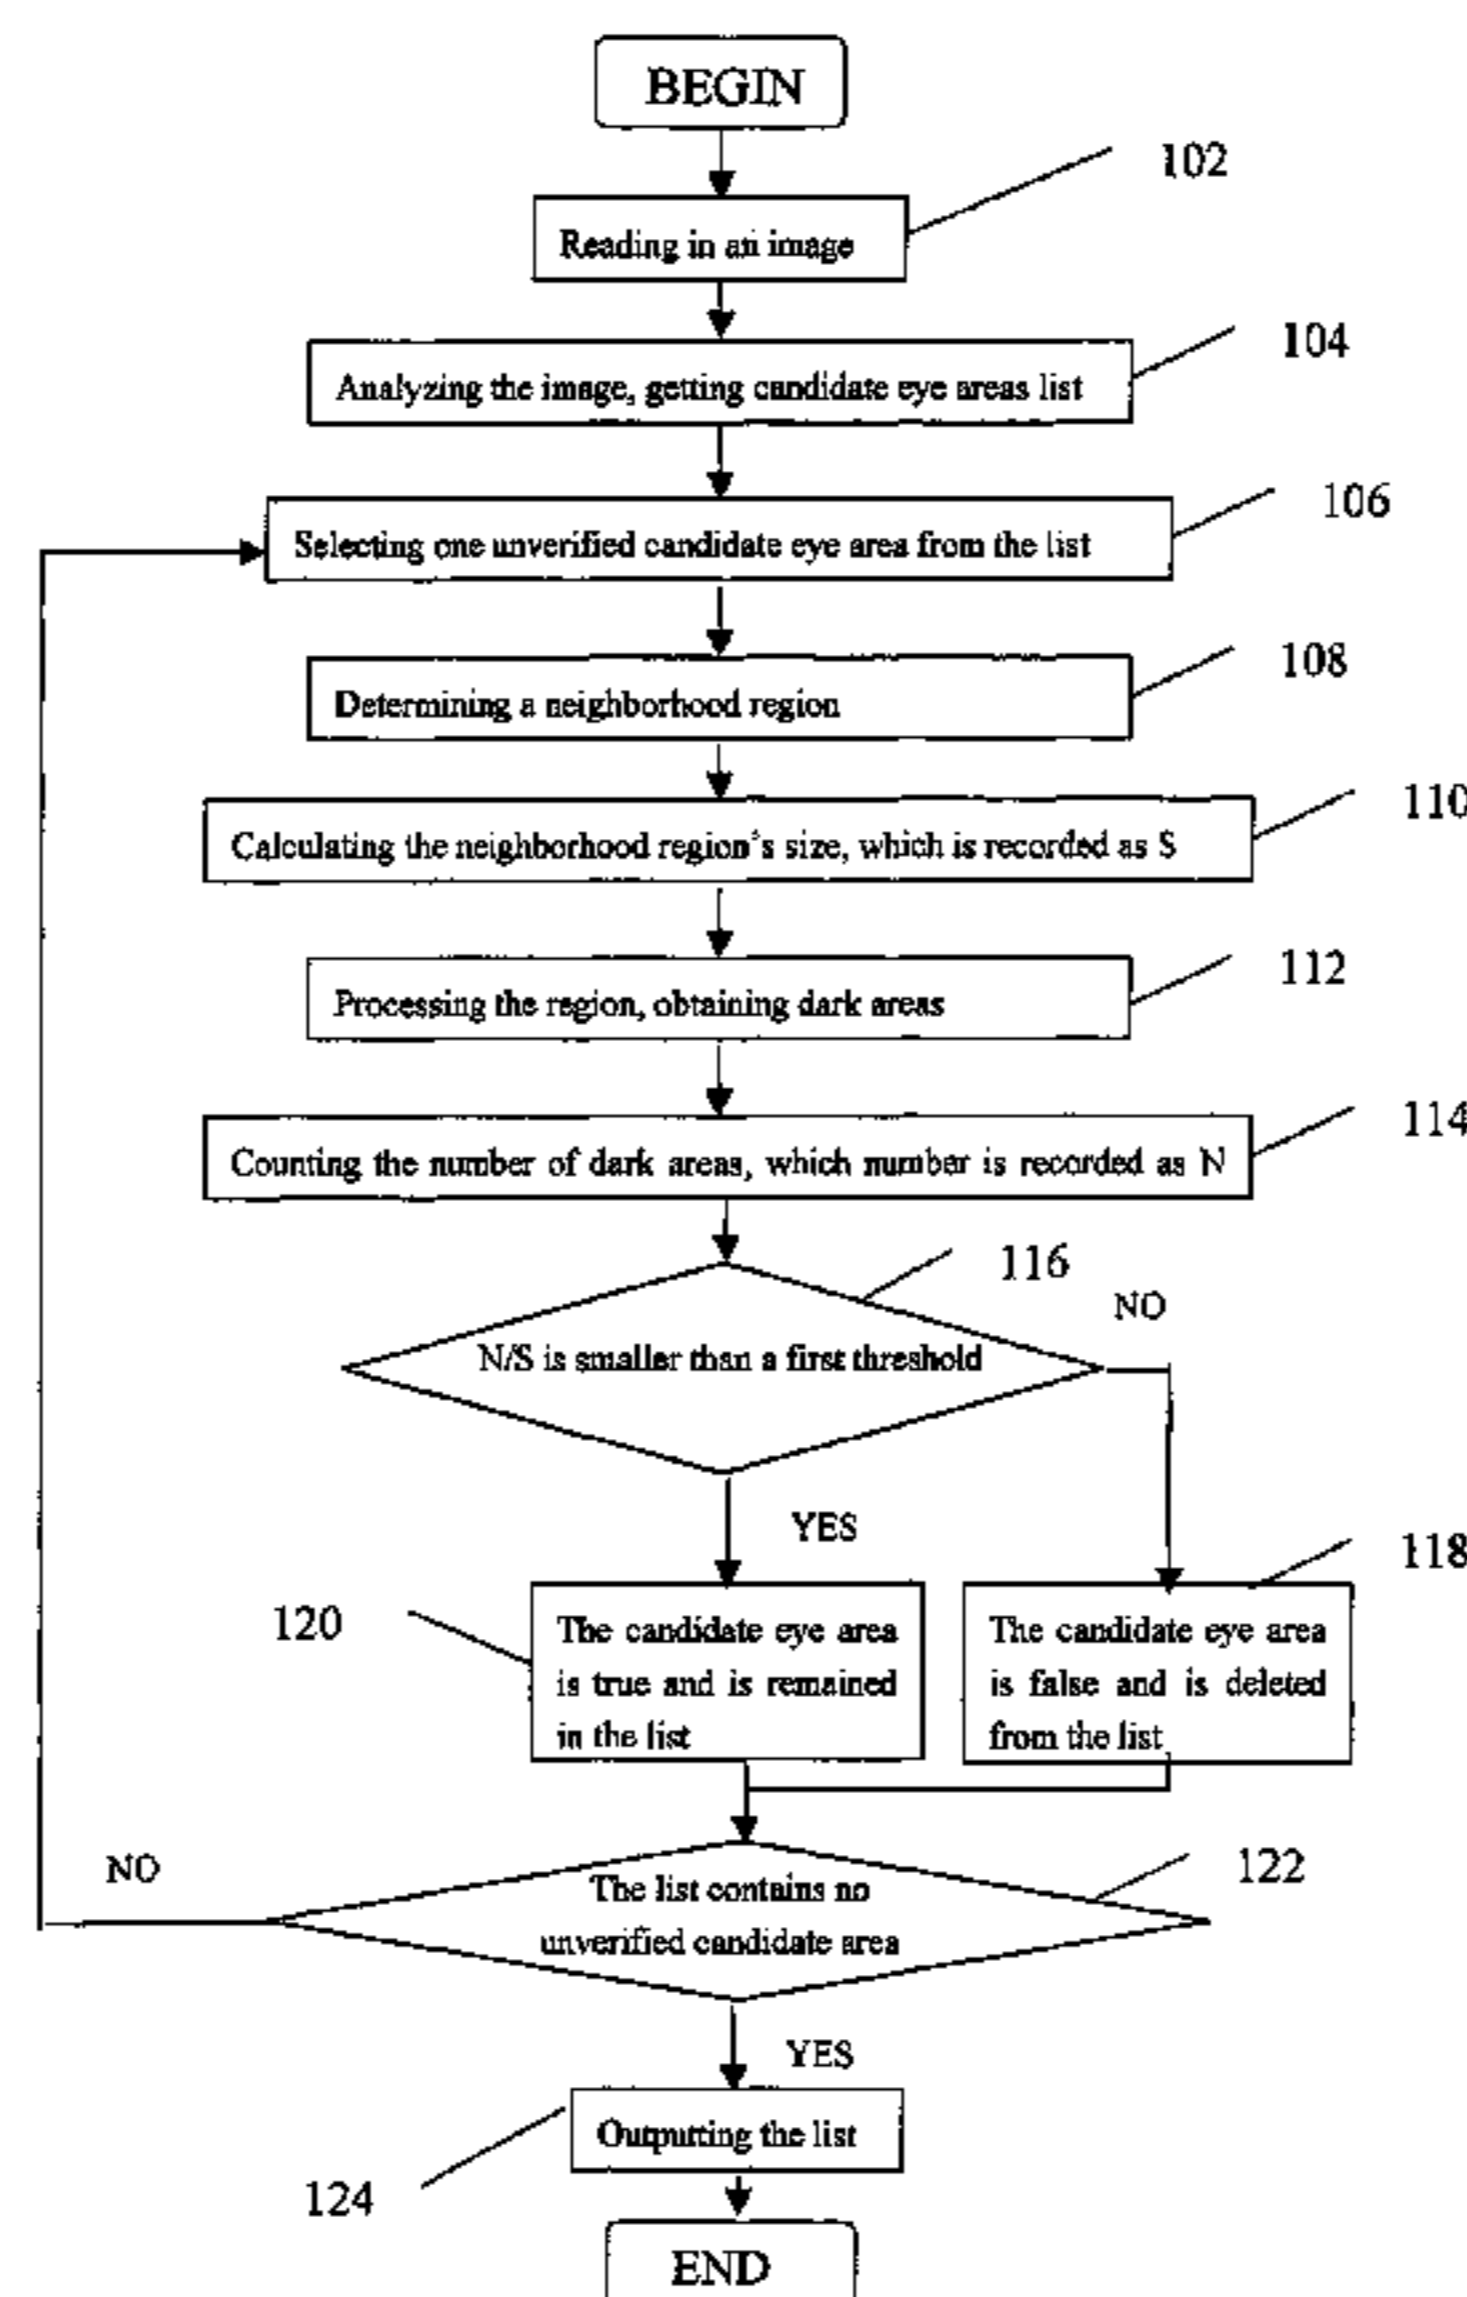 BEGIN
102
Reading in an image
104
Analyzing the image, getting candidate eye areas list
106
Selecting one unverified candidate eye area from the list
108
Determining a neighborhood region
110
Calculating the neighborhood region's size, which is recorded as S
112
Processing the region, obtaining dark areas
114
Counting the number of dark areas, which number is recorded as N
116
NO
N/S is smaller than a first threshold
YES
118
120
The candidate eye area
is true and is remained
in the list
The candidate eye area
is false and is deleted
from the list
NO
122
The list contains no
unverified candidate area
YES
Outputting the list
124
END